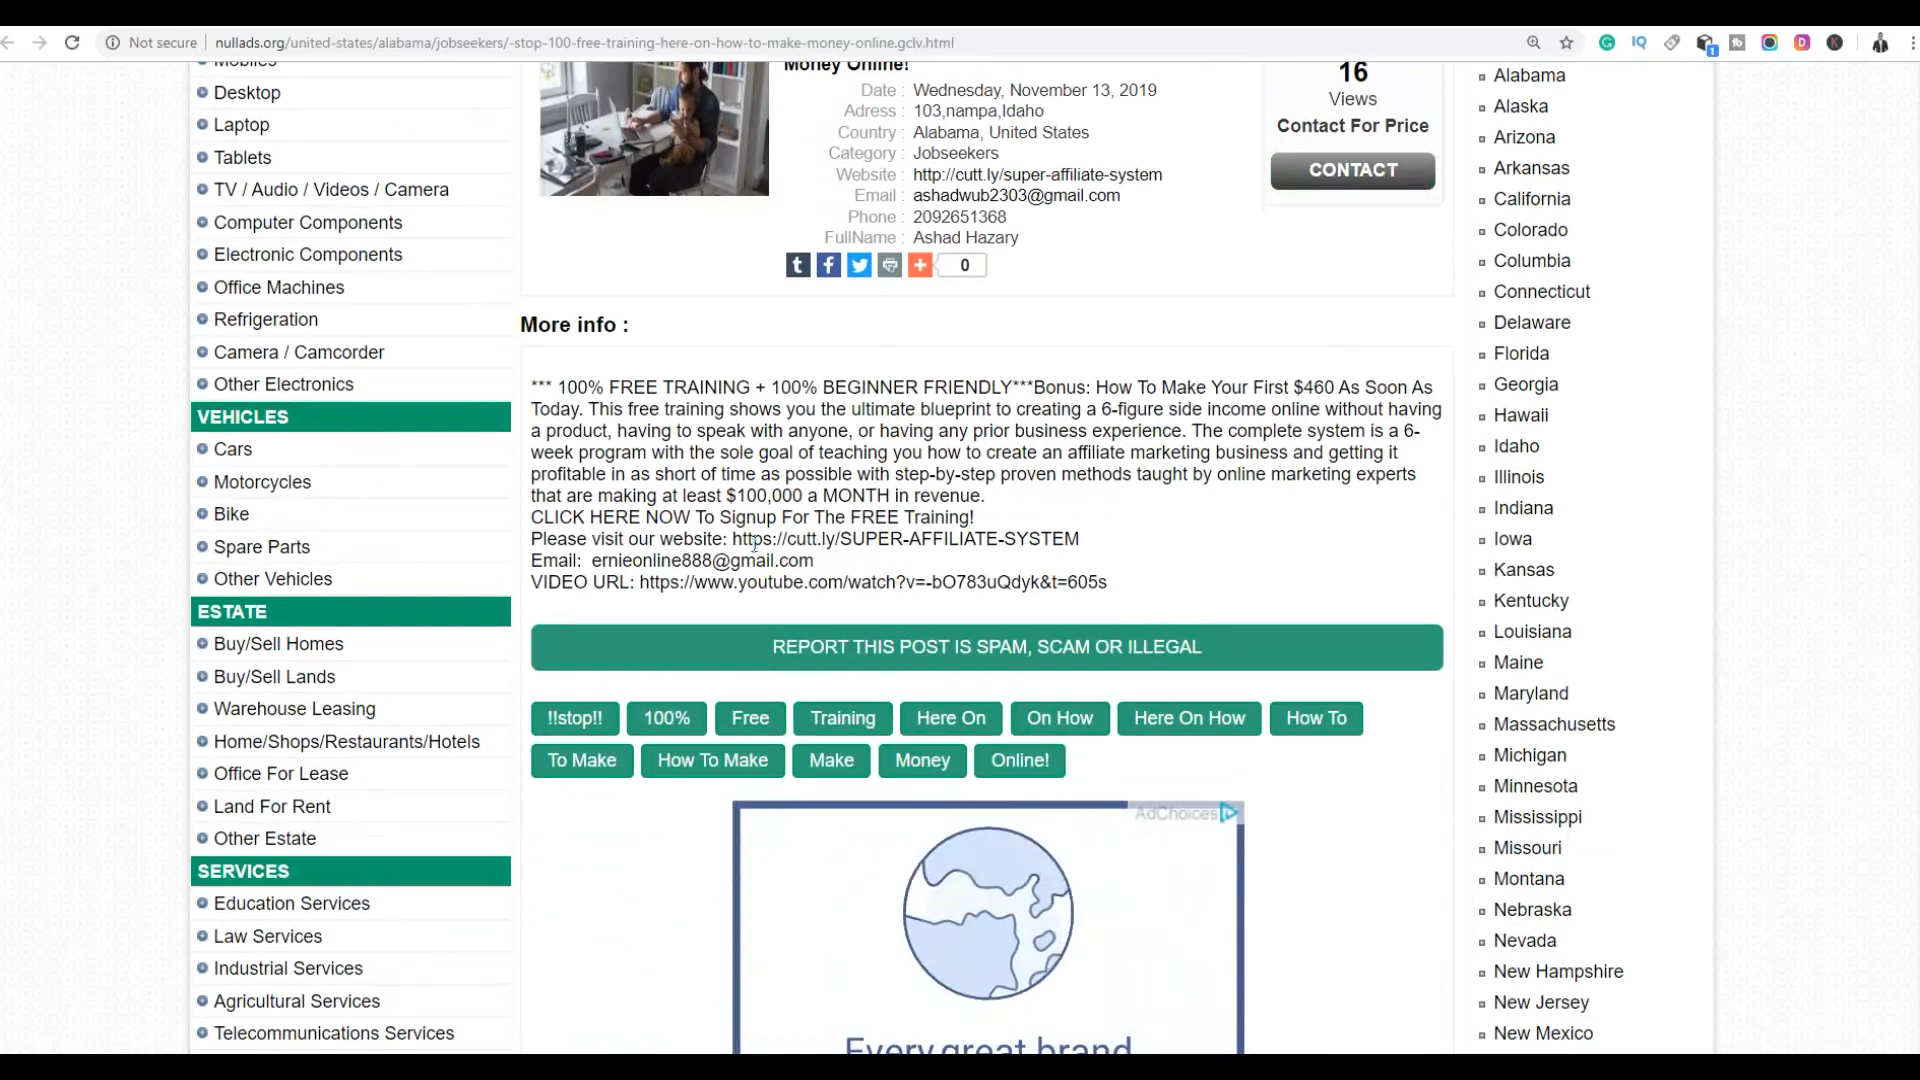 Not secure
nullads.org/united-states/alabama/jobseekers/-stop-100-free-training-here-on-how-to-make-money-online.gclv.html
Mobiles
Desktop
Laptop
Tablets
TV / Audio / Videos / Camera
Computer Components
Electronic Components
Office Machines
Refrigeration
Camera / Camcorder
Other Electronics
VEHICLES
Cars
Motorcycles
Bike
Spare Parts
Other Vehicles
ESTATE
Buy/Sell Homes
Buy/Sell Lands
Warehouse Leasing
Home/Shops/Restaurants/Hotels
Office For Lease
Land For Rent
Other Estate
SERVICES
Education Services
Law Services
Industrial Services
Agricultural Services
Telecommunications Services
Money Online!
Date : Wednesday, November 13, 2019
Adress : 103,nampa,Idaho
Country : Alabama, United States
Category : Jobseekers
Website : http://cutt.ly/super-affiliate-system
Email : ashadwub2303@gmail.com
Phone : 2092651368
FullName : Ashad Hazary
0
16
Views
Contact For Price
CONTACT
More info :
*** 100% FREE TRAINING + 100% BEGINNER FRIENDLY***Bonus: How To Make Your First $460 As Soon As
Today. This free training shows you the ultimate blueprint to creating a 6-figure side income online without having
a product, having to speak with anyone, or having any prior business experience. The complete system is a 6-
week program with the sole goal of teaching you how to create an affiliate marketing business and getting it
profitable in as short of time as possible with step-by-step proven methods taught by online marketing experts
that are making at least $100,000 a MONTH in revenue.
CLICK HERE NOW To Signup For The FREE Training!
Please visit our website: https://cutt.ly/SUPER-AFFILIATE-SYSTEM
Email: ernieonline888@gmail.com
VIDEO URL: https://www.youtube.com/watch?v=-bO783uQdyk&t=605s
REPORT THIS POST IS SPAM, SCAM OR ILLEGAL
!!stop!! 100% Free Training Here On On How Here On How How To
To Make How To Make Make Money Online!
AdChoices
Every great brand
Alabama
Alaska
Arizona
Arkansas
California
Colorado
Columbia
Connecticut
Delaware
Florida
Georgia
Hawaii
Idaho
Illinois
Indiana
Iowa
Kansas
Kentucky
Louisiana
Maine
Maryland
Massachusetts
Michigan
Minnesota
Mississippi
Missouri
Montana
Nebraska
Nevada
New Hampshire
New Jersey
New Mexico